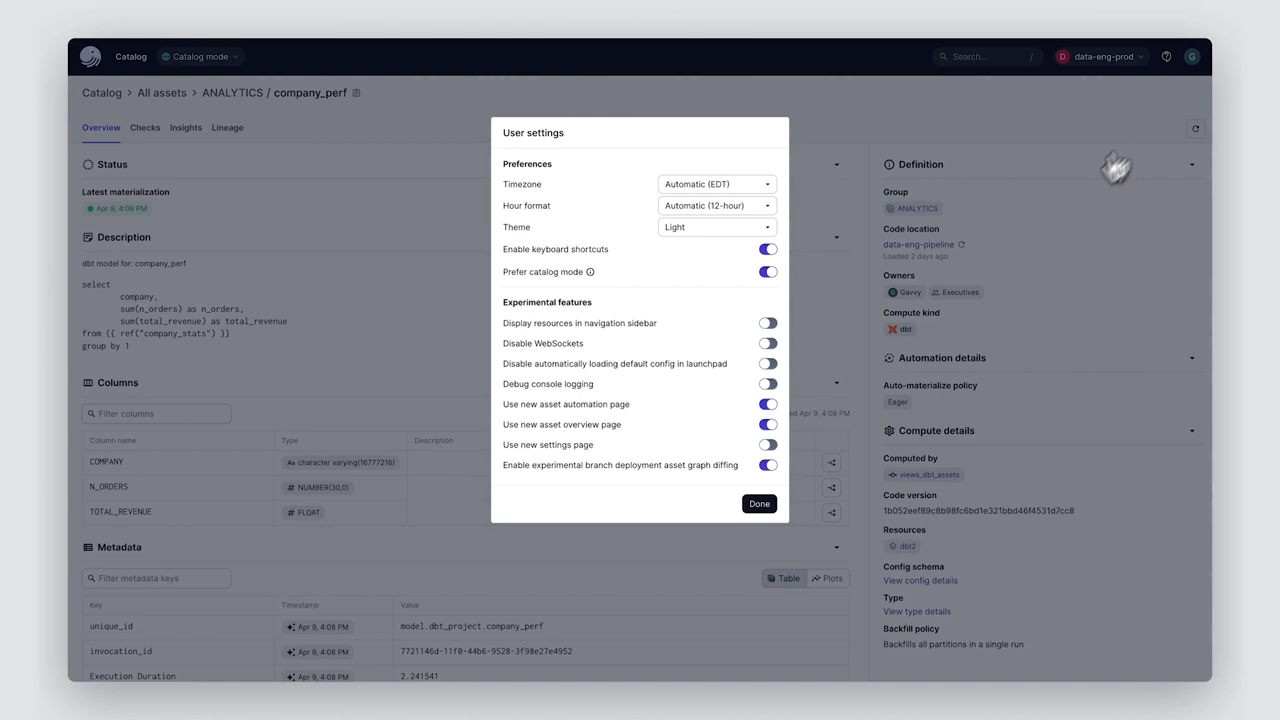 Catalog
Catalog mode
Search...
/
D
data-eng-prod
G
Catalog > All assets > ANALYTICS / company_perf
Overview
Checks
Insights
Lineage
Status
Latest materialization
Apr 9, 4:08 PM
Description
dbt model for: company_perf
select
company,
sum(n_orders) as n_orders,
sum(total_revenue) as total_revenue
from {{ ref("company_stats") }}
group by 1
Columns
Filter columns
Apr 9, 4:08 PM
Column name
Type
Description
COMPANY
Aa character varying(16777216)
N_ORDERS
# NUMBER(30,0)
TOTAL_REVENUE
# FLOAT
Metadata
Filter metadata keys
Table
Plots
Key
Timestamp
Value
unique_id
Apr 9, 4:08 PM
model.dbt_project.company_perf
invocation_id
Apr 9, 4:08 PM
7721146d-11f0-44b6-9528-3f98e27e4952
Execution Duration
Apr 9, 4:08 PM
2.241541
User settings
Preferences
Timezone
Automatic (EDT)
Hour format
Automatic (12-hour)
Theme
Light
Enable keyboard shortcuts
Prefer catalog mode
Experimental features
Display resources in navigation sidebar
Disable WebSockets
Disable automatically loading default config in launchpad
Debug console logging
Use new asset automation page
Use new asset overview page
Use new settings page
Enable experimental branch deployment asset graph diffing
Done
Definition
Group
ANALYTICS
Code location
data-eng-pipeline
Loaded 2 days ago
Owners
G Gavvy
Executives
Compute kind
dbt
Automation details
Auto-materialize policy
Eager
Compute details
Computed by
views_dbt_assets
Code version
1b052eef89c8b98fc6bd1e321bbd46f4531d7cc8
Resources
dbt2
Config schema
View config details
Type
View type details
Backfill policy
Backfills all partitions in a single run